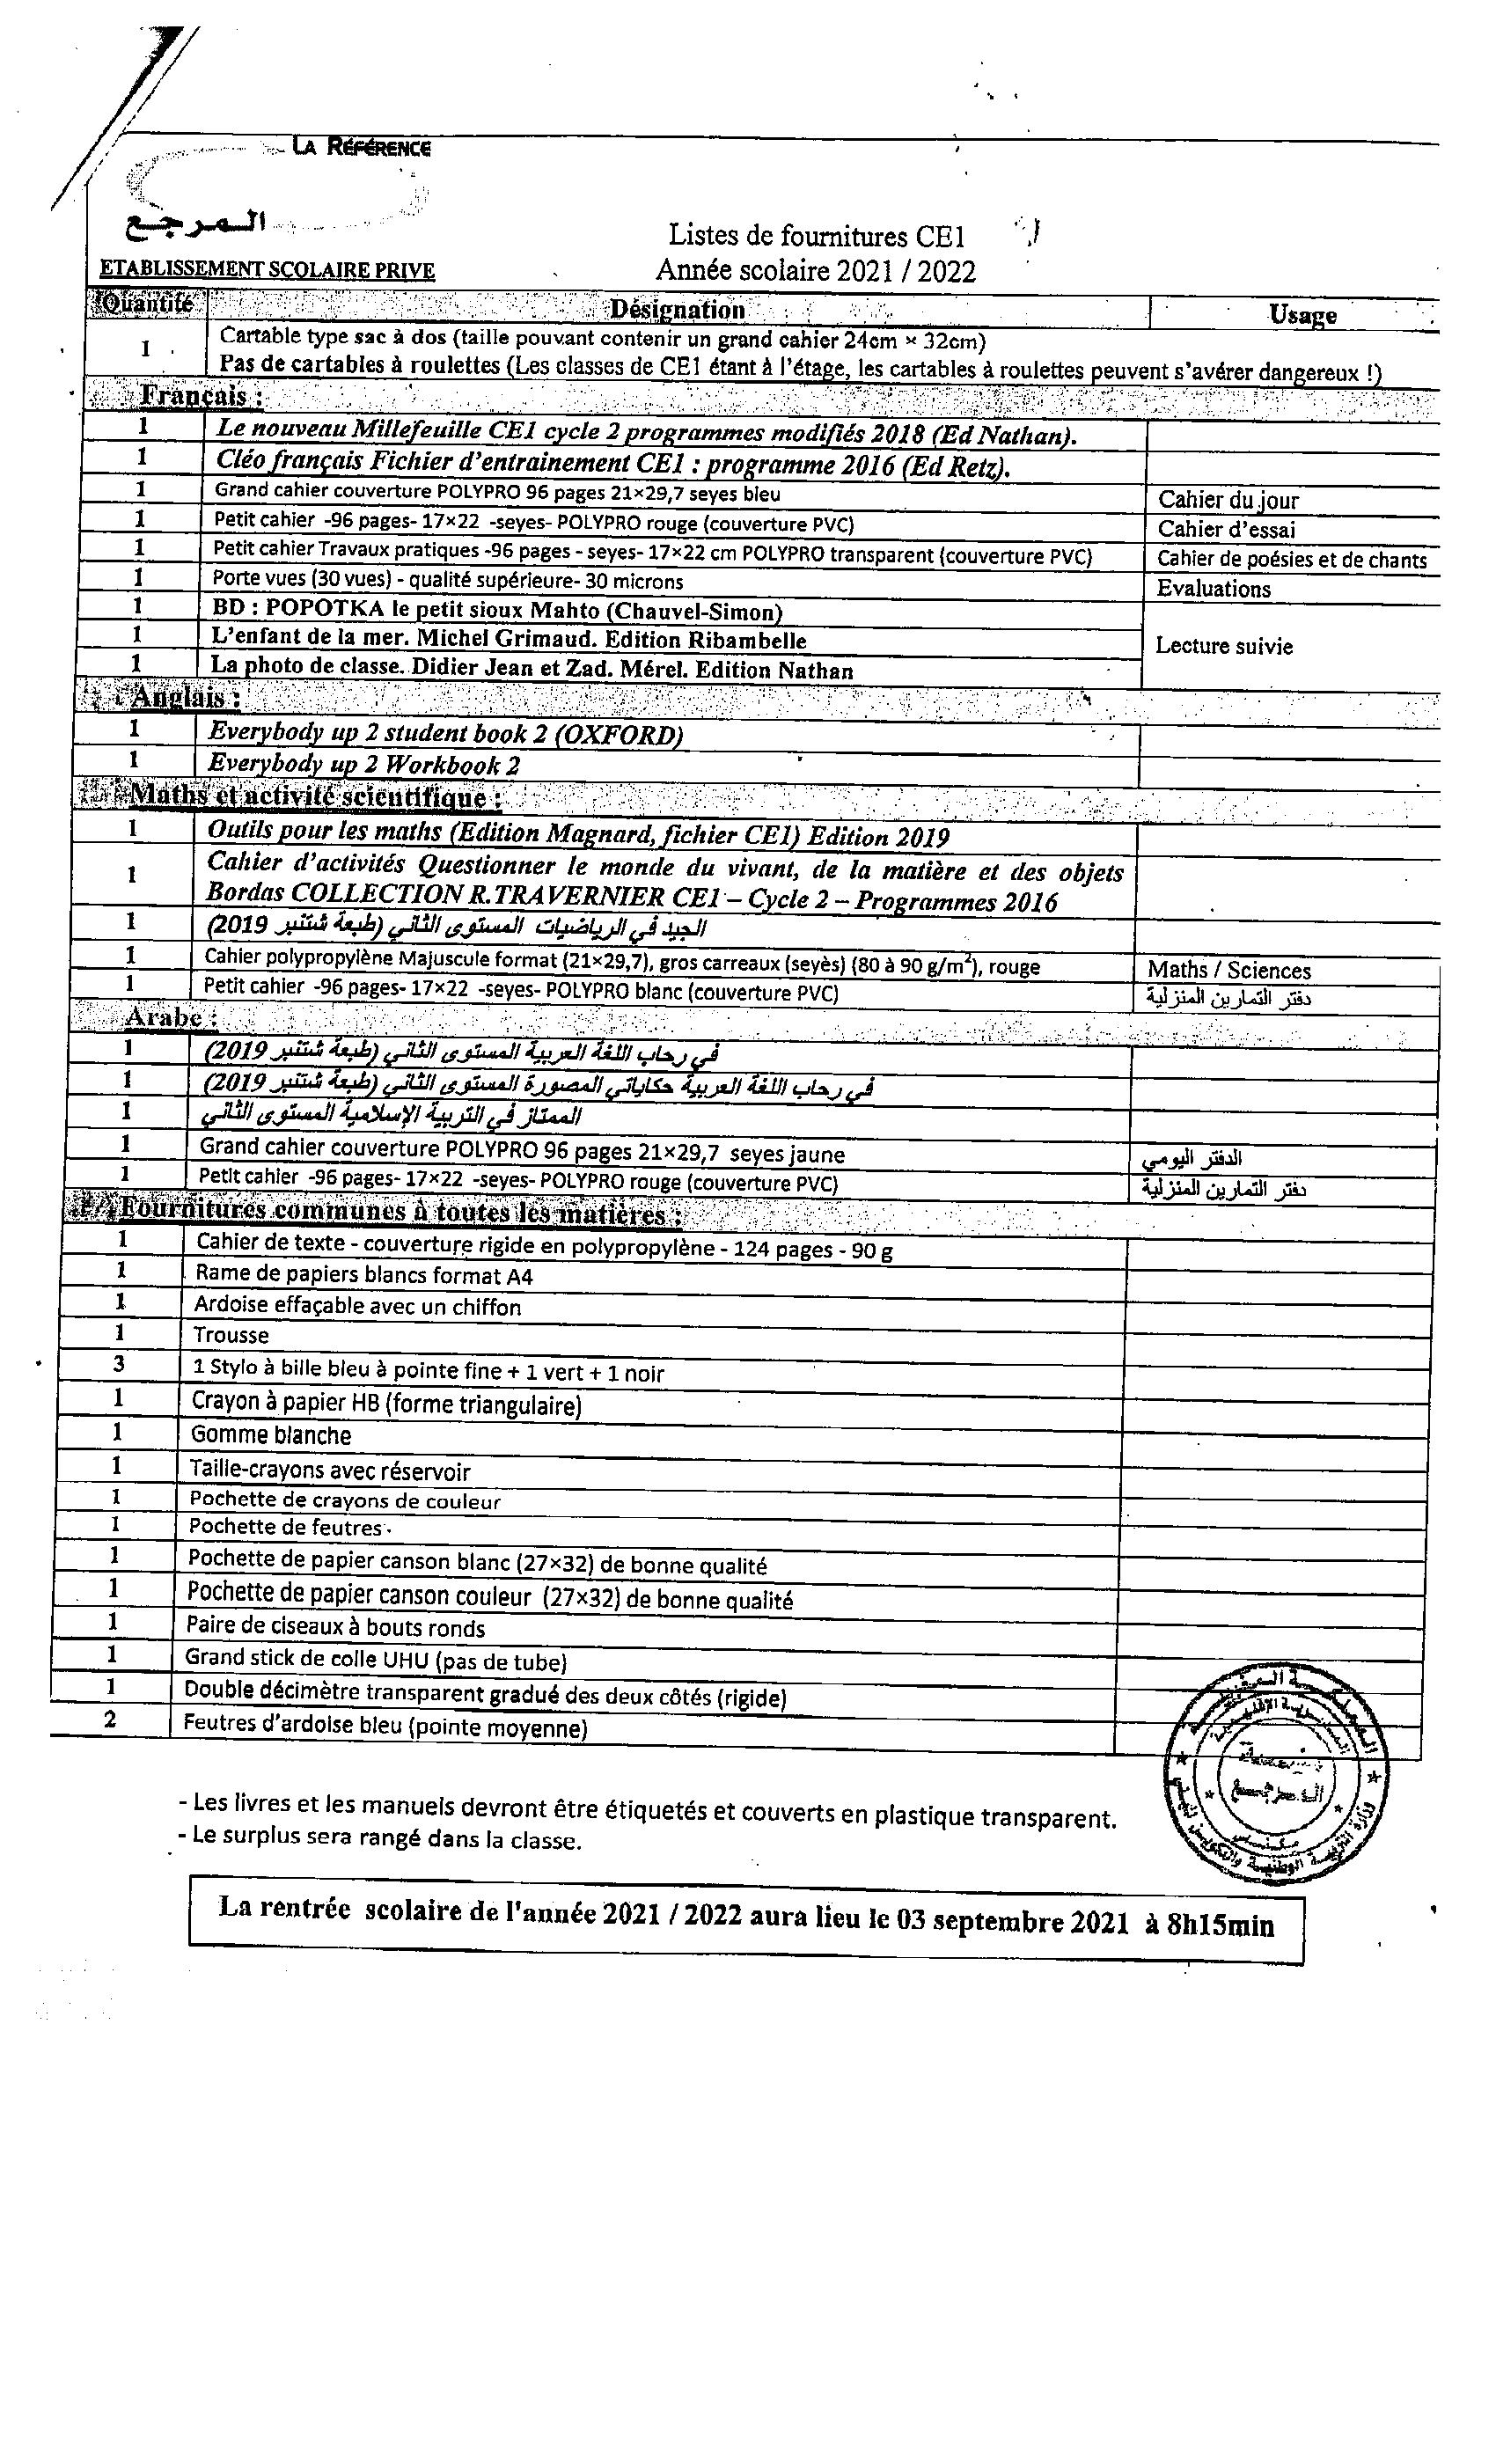 LA RÉFÉRENCE
المرجع
ETABLISSEMENT SCOLAIRE PRIVE
Listes de fournitures CE1
Année scolaire 2021 / 2022
Quantité Désignation Usage
1 Cartable type sac à dos (taille pouvant contenir un grand cahier 24cm × 32cm)
Pas de cartables à roulettes (Les classes de CE1 étant à l'étage, les cartables à roulettes peuvent s'avérer dangereux !)
Français :
1 Le nouveau Millefeuille CE1 cycle 2 programmes modifiés 2018 (Ed Nathan).
1 Cléo français Fichier d'entrainement CE1 : programme 2016 (Ed Retz).
1 Grand cahier couverture POLYPRO 96 pages 21×29,7 seyes bleu Cahier du jour
1 Petit cahier -96 pages- 17×22 -seyes- POLYPRO rouge (couverture PVC) Cahier d'essai
1 Petit cahier Travaux pratiques -96 pages - seyes- 17×22 cm POLYPRO transparent (couverture PVC) Cahier de poésies et de chants
1 Porte vues (30 vues) - qualité supérieure- 30 microns Evaluations
1 BD : POPOTKA le petit sioux Mahto (Chauvel-Simon)
1 L'enfant de la mer. Michel Grimaud. Edition Ribambelle Lecture suivie
1 La photo de classe. Didier Jean et Zad. Mérel. Edition Nathan
Anglais :
1 Everybody up 2 student book 2 (OXFORD)
1 Everybody up 2 Workbook 2
Maths et activité scientifique :
1 Outils pour les maths (Edition Magnard, fichier CE1) Edition 2019
1 Cahier d'activités Questionner le monde du vivant, de la matière et des objets
Bordas COLLECTION R.TRAVERNIER CE1 – Cycle 2 – Programmes 2016
1 الجيد في الرياضيات المستوى الثاني (طبعة شتنبر 2019)
1 Cahier polypropylène Majuscule format (21×29,7), gros carreaux (seyès) (80 à 90 g/m²), rouge Maths / Sciences
1 Petit cahier -96 pages- 17×22 -seyes- POLYPRO blanc (couverture PVC) دفتر التمارين المنزلية
Arabe :
1 في رحاب اللغة العربية المستوى الثاني (طبعة شتنبر 2019)
1 في رحاب اللغة العربية حكاياتي المصورة المستوى الثاني (طبعة شتنبر 2019)
1 الممتاز في التربية الإسلامية المستوى الثاني
1 Grand cahier couverture POLYPRO 96 pages 21×29,7 seyes jaune الدفتر اليومي
1 Petit cahier -96 pages- 17×22 -seyes- POLYPRO rouge (couverture PVC) دفتر التمارين المنزلية
Fournitures communes à toutes les matières :
1 Cahier de texte - couverture rigide en polypropylène - 124 pages - 90 g
1 Rame de papiers blancs format A4
1 Ardoise effaçable avec un chiffon
1 Trousse
3 1 Stylo à bille bleu à pointe fine + 1 vert + 1 noir
1 Crayon à papier HB (forme triangulaire)
1 Gomme blanche
1 Taille-crayons avec réservoir
1 Pochette de crayons de couleur
1 Pochette de feutres
1 Pochette de papier canson blanc (27×32) de bonne qualité
1 Pochette de papier canson couleur (27×32) de bonne qualité
1 Paire de ciseaux à bouts ronds
1 Grand stick de colle UHU (pas de tube)
1 Double décimètre transparent gradué des deux côtés (rigide)
2 Feutres d'ardoise bleu (pointe moyenne)
- Les livres et les manuels devront être étiquetés et couverts en plastique transparent.
- Le surplus sera rangé dans la classe.
La rentrée scolaire de l'année 2021 / 2022 aura lieu le 03 septembre 2021 à 8h15min